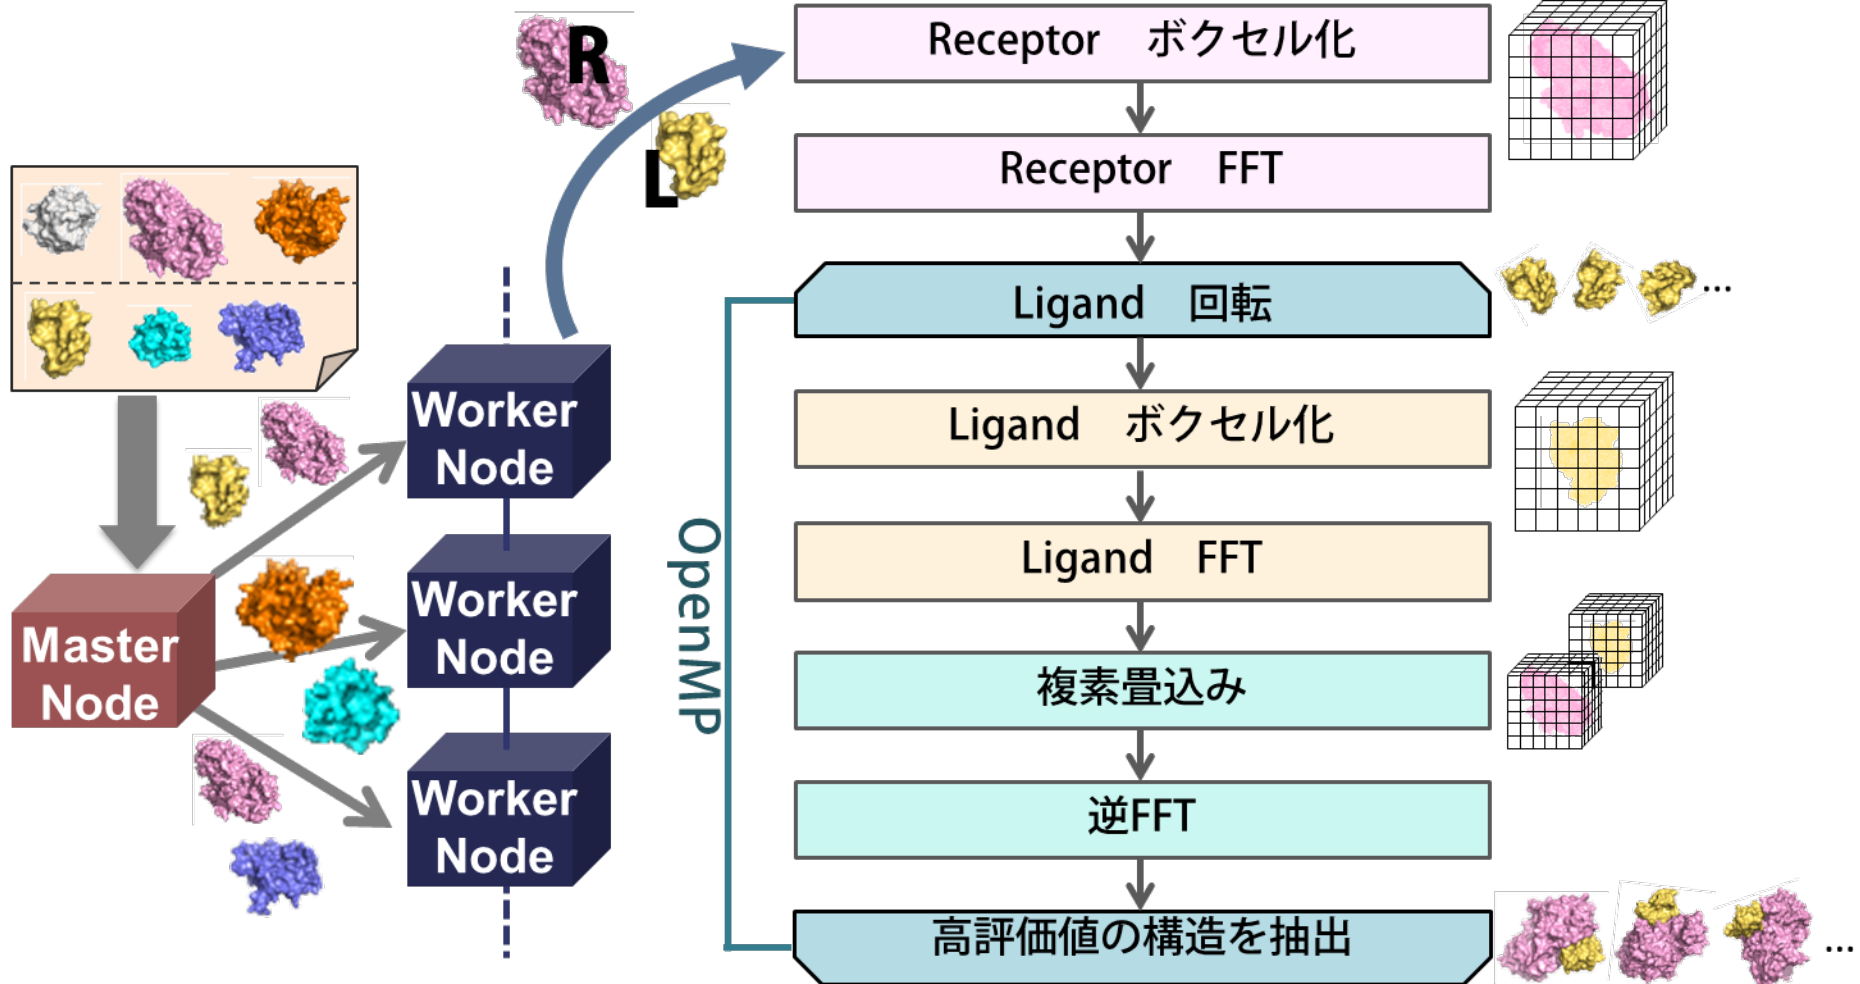 R
L
Master
Node
Worker
Node
Worker
Node
Worker
Node
OpenMP
Receptor　ボクセル化
Receptor　FFT
Ligand　回転
...
Ligand　ボクセル化
Ligand　FFT
複素畳込み
逆FFT
高評価値の構造を抽出
...